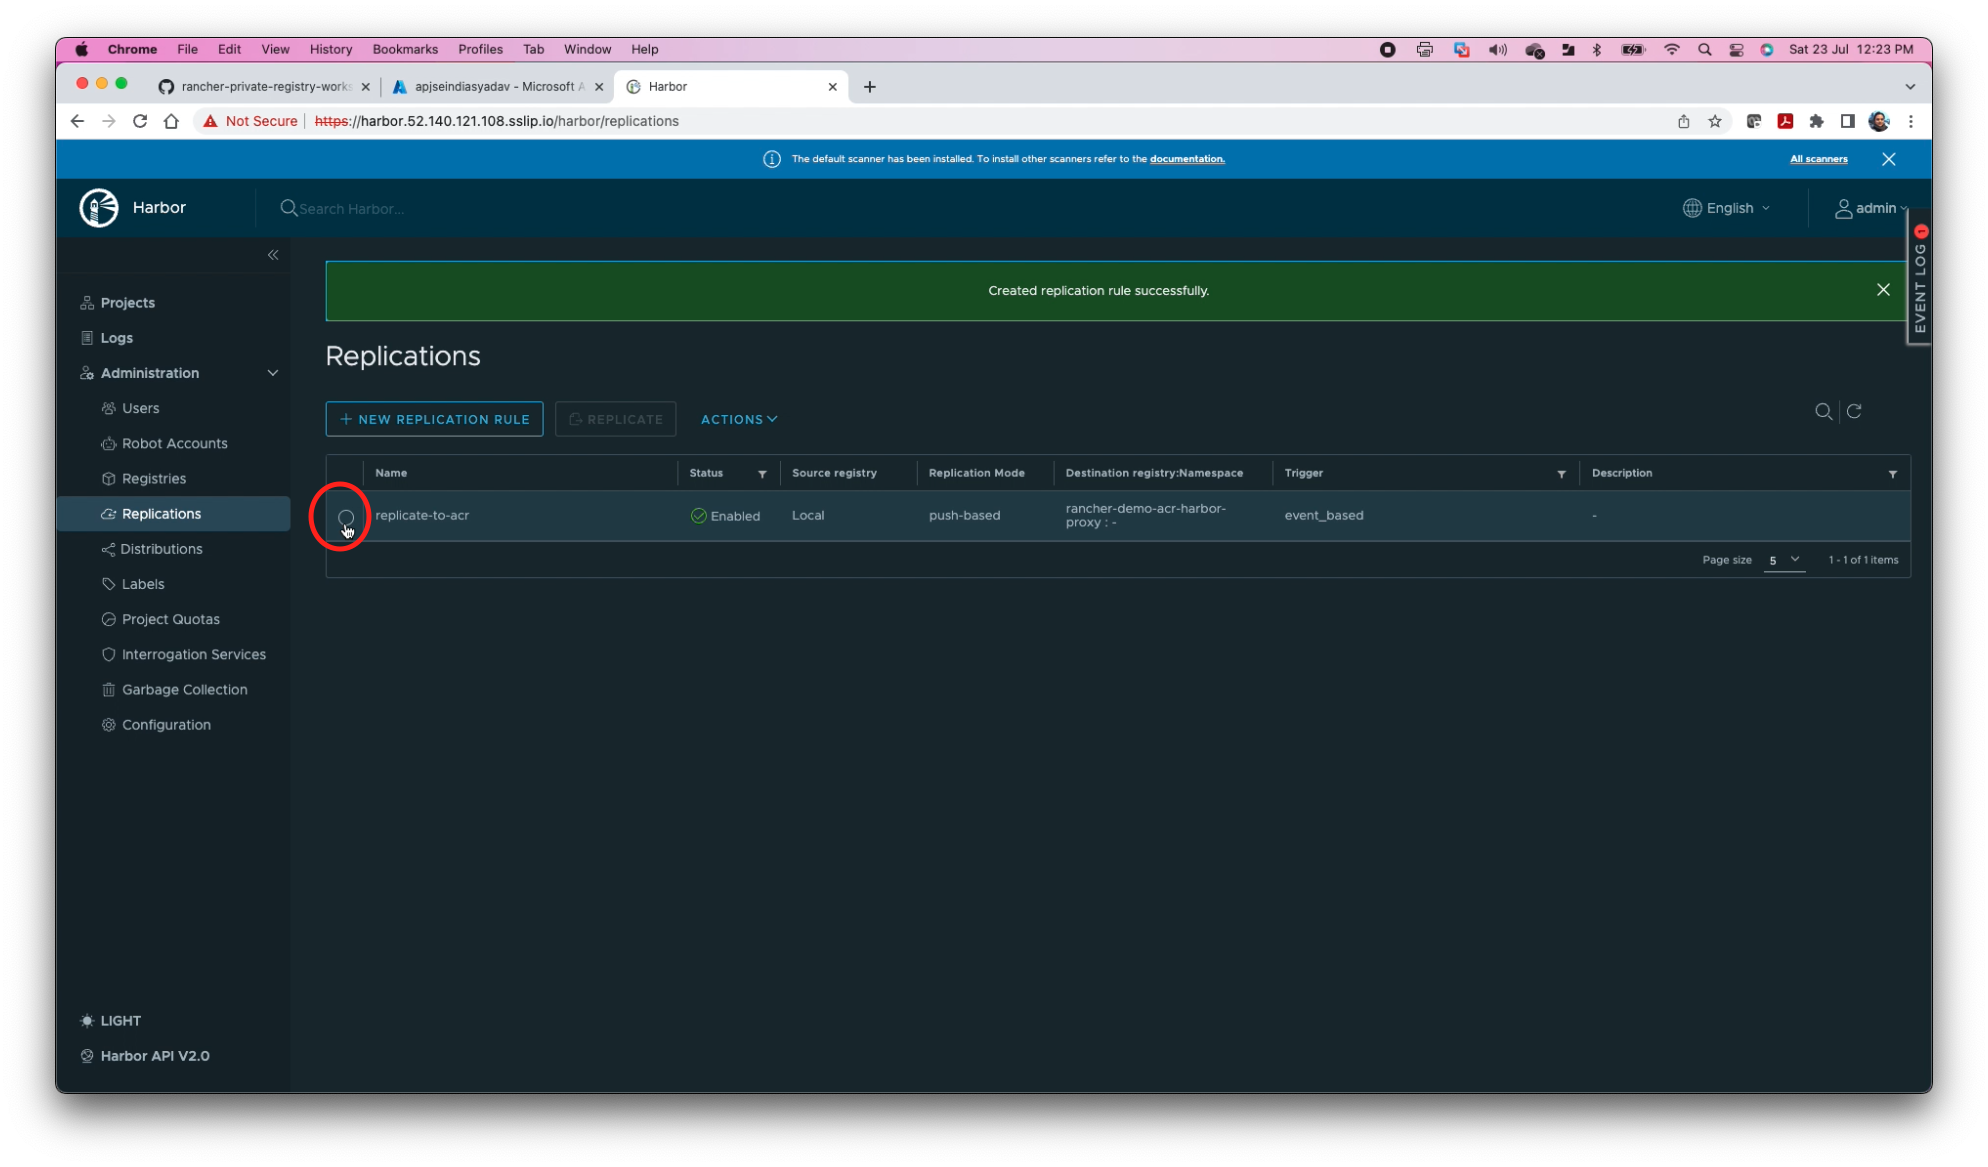 Chrome File Edit View History Bookmarks Profiles Tab Window Help Sat 23 Jul 12:23 PM
rancher-private-registry-works apjseindiasyadav - Microsoft A Harbor
Not Secure https://harbor.52.140.121.108.sslip.io/harbor/replications
The default scanner has been installed. To install other scanners refer to the documentation. All scanners
Harbor Search Harbor... English admin
EVENT LOG 1
Created replication rule successfully.
Projects
Logs
Administration
Users
Robot Accounts
Registries
Replications
Distributions
Labels
Project Quotas
Interrogation Services
Garbage Collection
Configuration
LIGHT
Harbor API V2.0
Replications
+ NEW REPLICATION RULE REPLICATE ACTIONS
Name Status Source registry Replication Mode Destination registry:Namespace Trigger Description
replicate-to-acr Enabled Local push-based rancher-demo-acr-harbor- event_based -
proxy : -
Page size 5 1 - 1 of 1 items